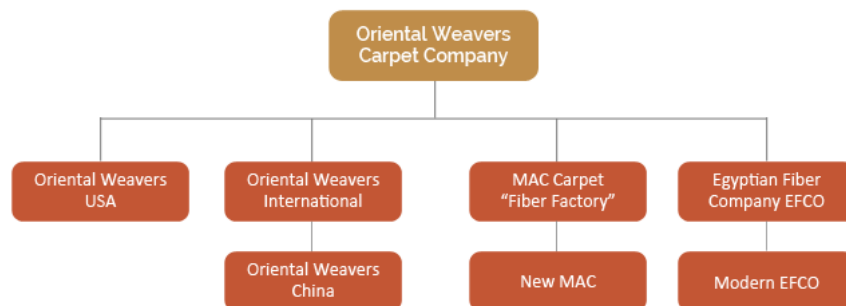 Oriental Weavers
Carpet Company
Oriental Weavers
USA
Oriental Weavers
International
MAC Carpet
“Fiber Factory”
Egyptian Fiber
Company EFCO
Oriental Weavers
China
New MAC
Modern EFCO